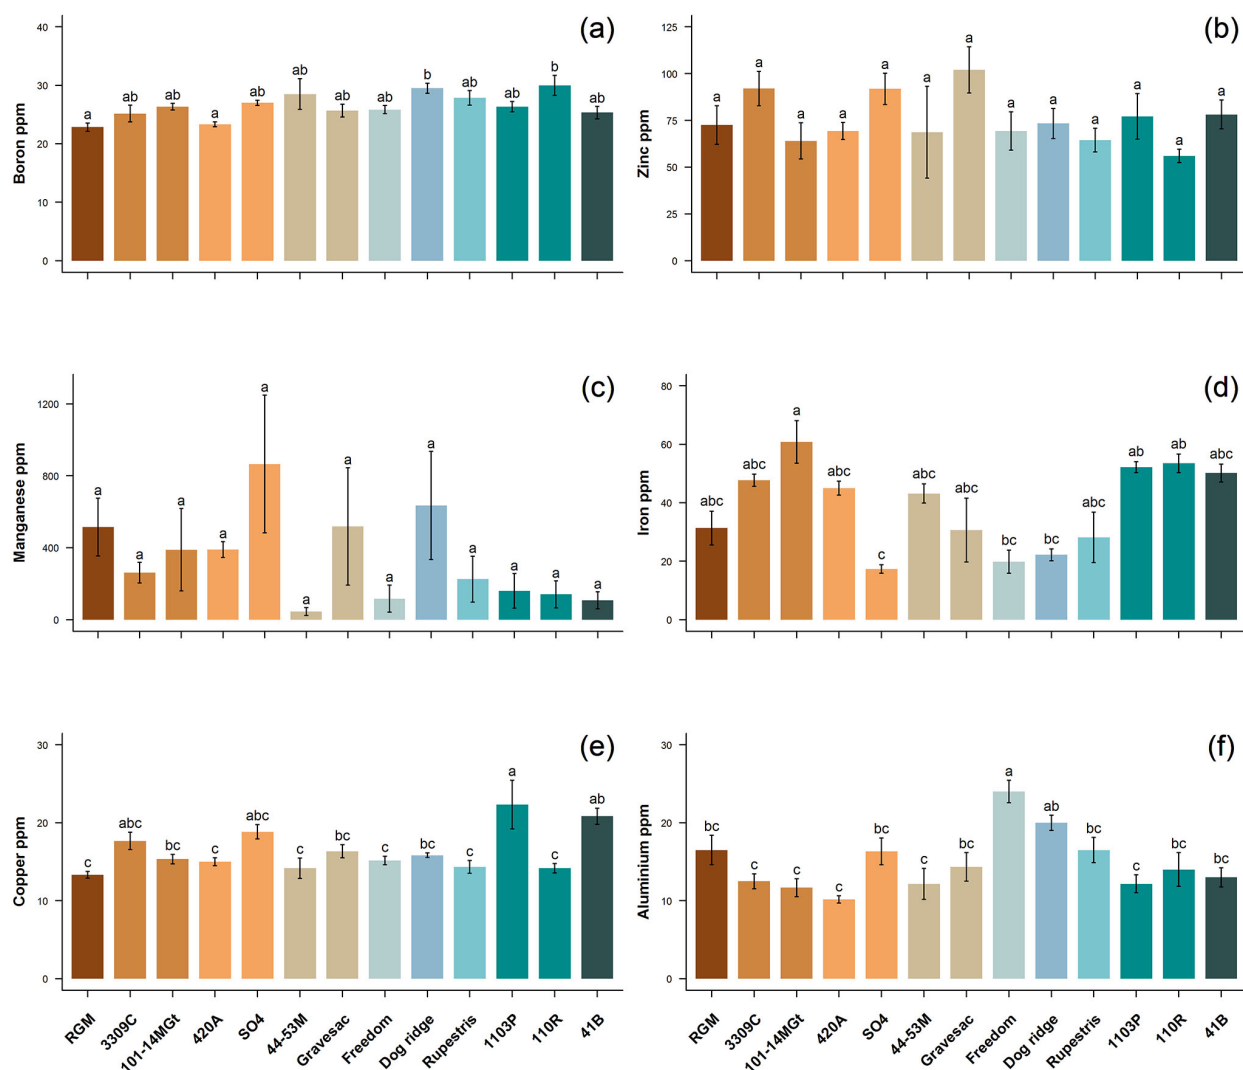 (a)
Boron ppm
40
30
20
10
0
a ab ab a ab ab ab ab b ab ab b ab
(b)
Zinc ppm
125
100
75
50
25
0
a a a a a a a a a a a a a
(c)
Manganese ppm
1200
800
400
0
a a a a a a a a a a a a a
(d)
Iron ppm
80
60
40
20
0
abc abc a abc c abc abc bc bc abc ab ab abc
(e)
Copper ppm
30
20
10
0
c abc bc c abc c bc c bc c a c ab
RGM 3309C 101-14MGt 420A SO4 44-53M Gravesac Freedom Dog ridge Rupestris 1103P 110R 41B
(f)
Aluminium ppm
30
20
10
0
bc c c c bc c bc a ab bc c bc bc
RGM 3309C 101-14MGt 420A SO4 44-53M Gravesac Freedom Dog ridge Rupestris 1103P 110R 41B